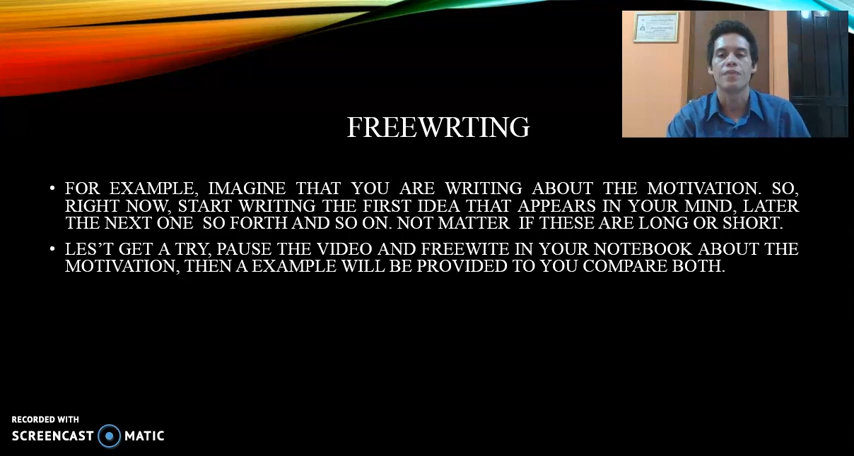 FREEWRTING
• FOR EXAMPLE, IMAGINE THAT YOU ARE WRITING ABOUT THE MOTIVATION. SO,
RIGHT NOW, START WRITING THE FIRST IDEA THAT APPEARS IN YOUR MIND, LATER
THE NEXT ONE SO FORTH AND SO ON. NOT MATTER IF THESE ARE LONG OR SHORT.
• LES'T GET A TRY, PAUSE THE VIDEO AND FREEWITE IN YOUR NOTEBOOK ABOUT THE
MOTIVATION, THEN A EXAMPLE WILL BE PROVIDED TO YOU COMPARE BOTH.
RECORDED WITH
SCREENCAST MATIC